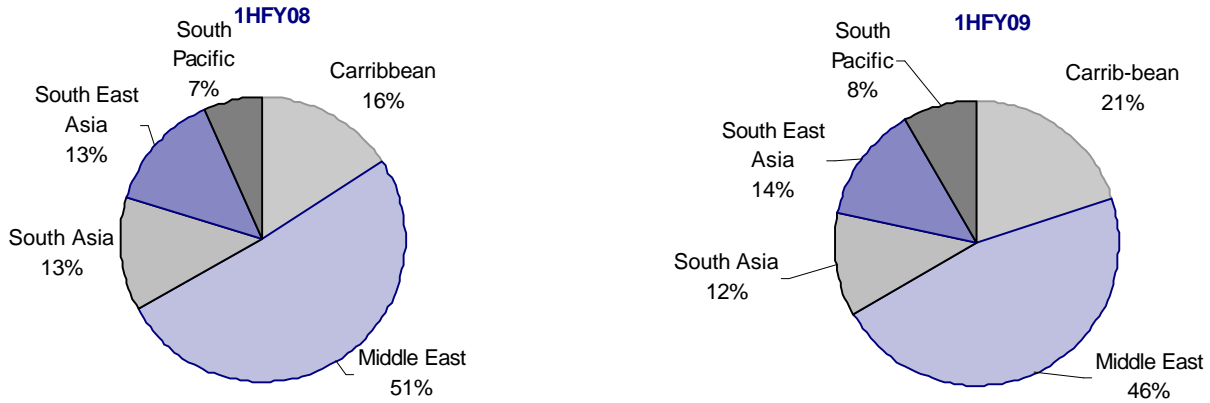 1HFY08
South
Pacific
7%
Carribbean
16%
South East
Asia
13%
South Asia
13%
Middle East
51%
1HFY09
South
Pacific
8%
Carrib-bean
21%
South East
Asia
14%
South Asia
12%
Middle East
46%